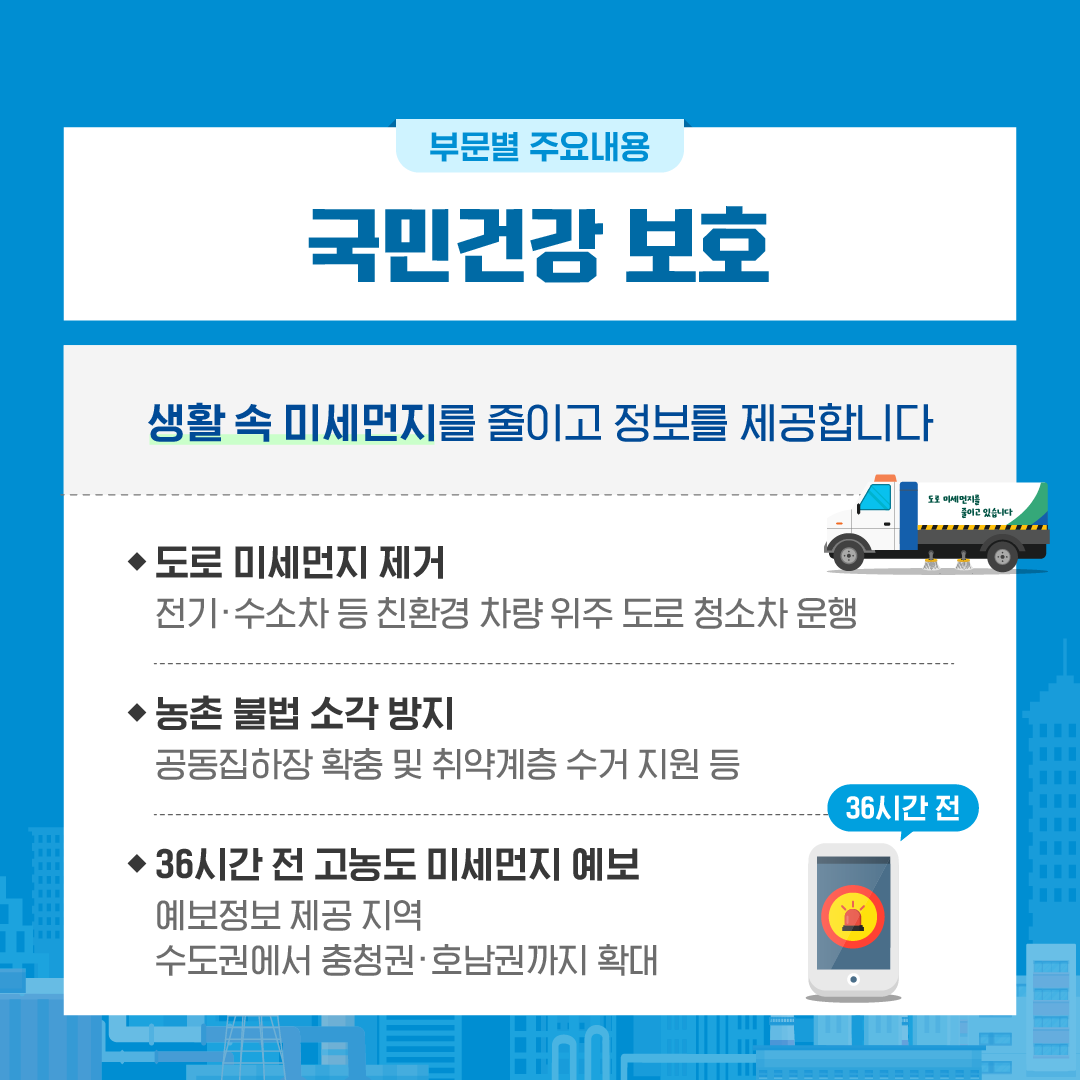 부문별 주요내용
국민건강 보호
생활 속 미세먼지를 줄이고 정보를 제공합니다
도로 미세먼지를
줄이고 있습니다
◆ 도로 미세먼지 제거
전기·수소차 등 친환경 차량 위주 도로 청소차 운행
◆ 농촌 불법 소각 방지
공동집하장 확충 및 취약계층 수거 지원 등
36시간 전
◆ 36시간 전 고농도 미세먼지 예보
예보정보 제공 지역
수도권에서 충청권·호남권까지 확대